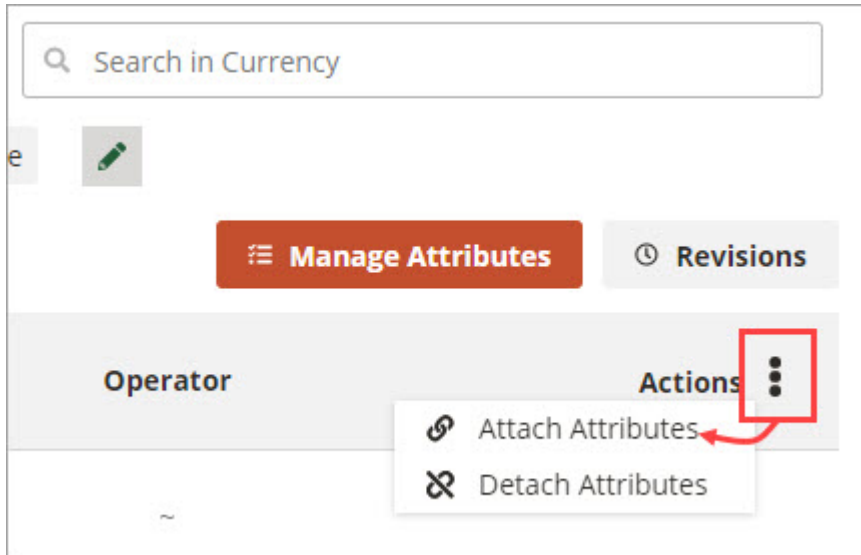 Search in Currency
e
Manage Attributes Revisions
Operator Actions
Attach Attributes
Detach Attributes
~